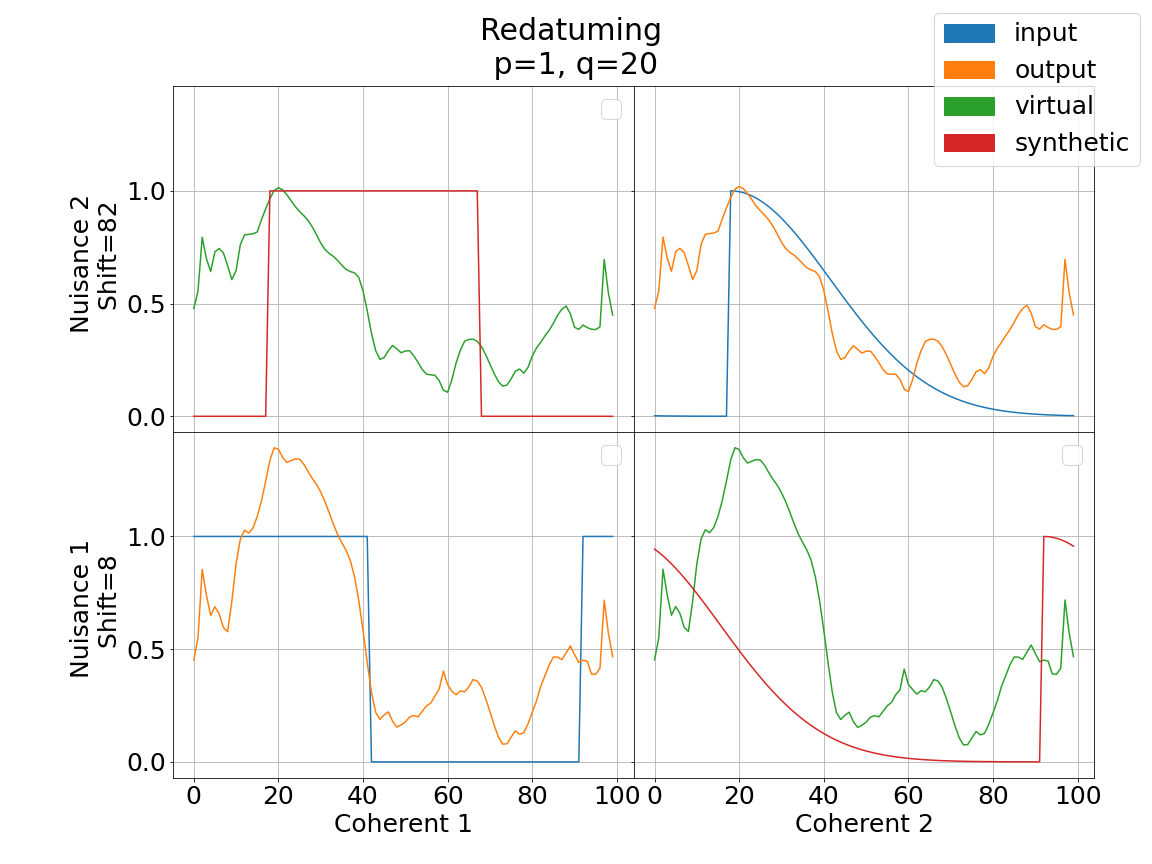 Redatuming
p=1, q=20
input
output
virtual
synthetic
Nuisance 2
Shift=82
1.0
0.5
0.0
Nuisance 1
Shift=8
1.0
0.5
0.0
0 20 40 60 80 100
0 20 40 60 80 100
Coherent 1
Coherent 2